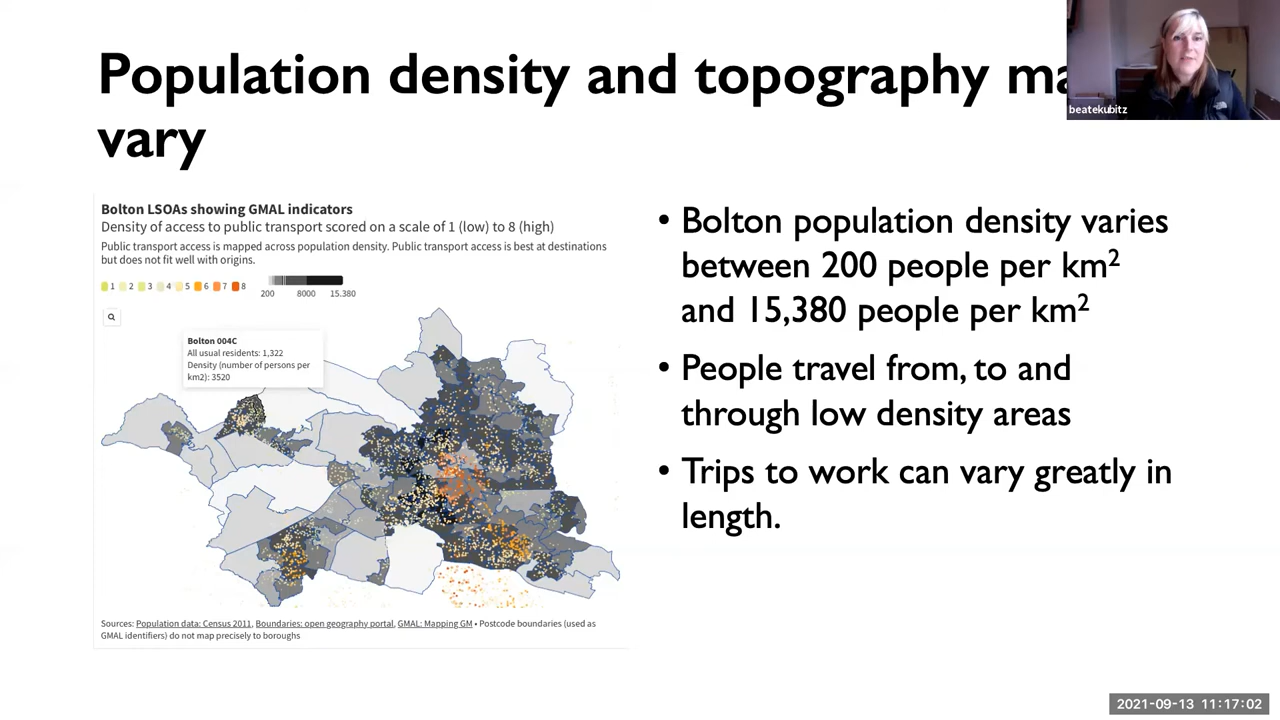 Population density and topography ma
vary
beatekubitz
Bolton LSOAs showing GMAL indicators
Density of access to public transport scored on a scale of 1 (low) to 8 (high)
Public transport access is mapped across population density. Public transport access is best at destinations
but does not fit well with origins.
1 2 3 4 5 6 7 8
200 8000 15.380
Bolton 004C
All usual residents: 1,322
Density (number of persons per
km2): 3520
Sources: Population data: Census 2011, Boundaries: open geography portal, GMAL: Mapping GM • Postcode boundaries (used as
GMAL identifiers) do not map precisely to boroughs
• Bolton population density varies
between 200 people per km²
and 15,380 people per km²
• People travel from, to and
through low density areas
• Trips to work can vary greatly in
length.
2021-09-13 11:17:02